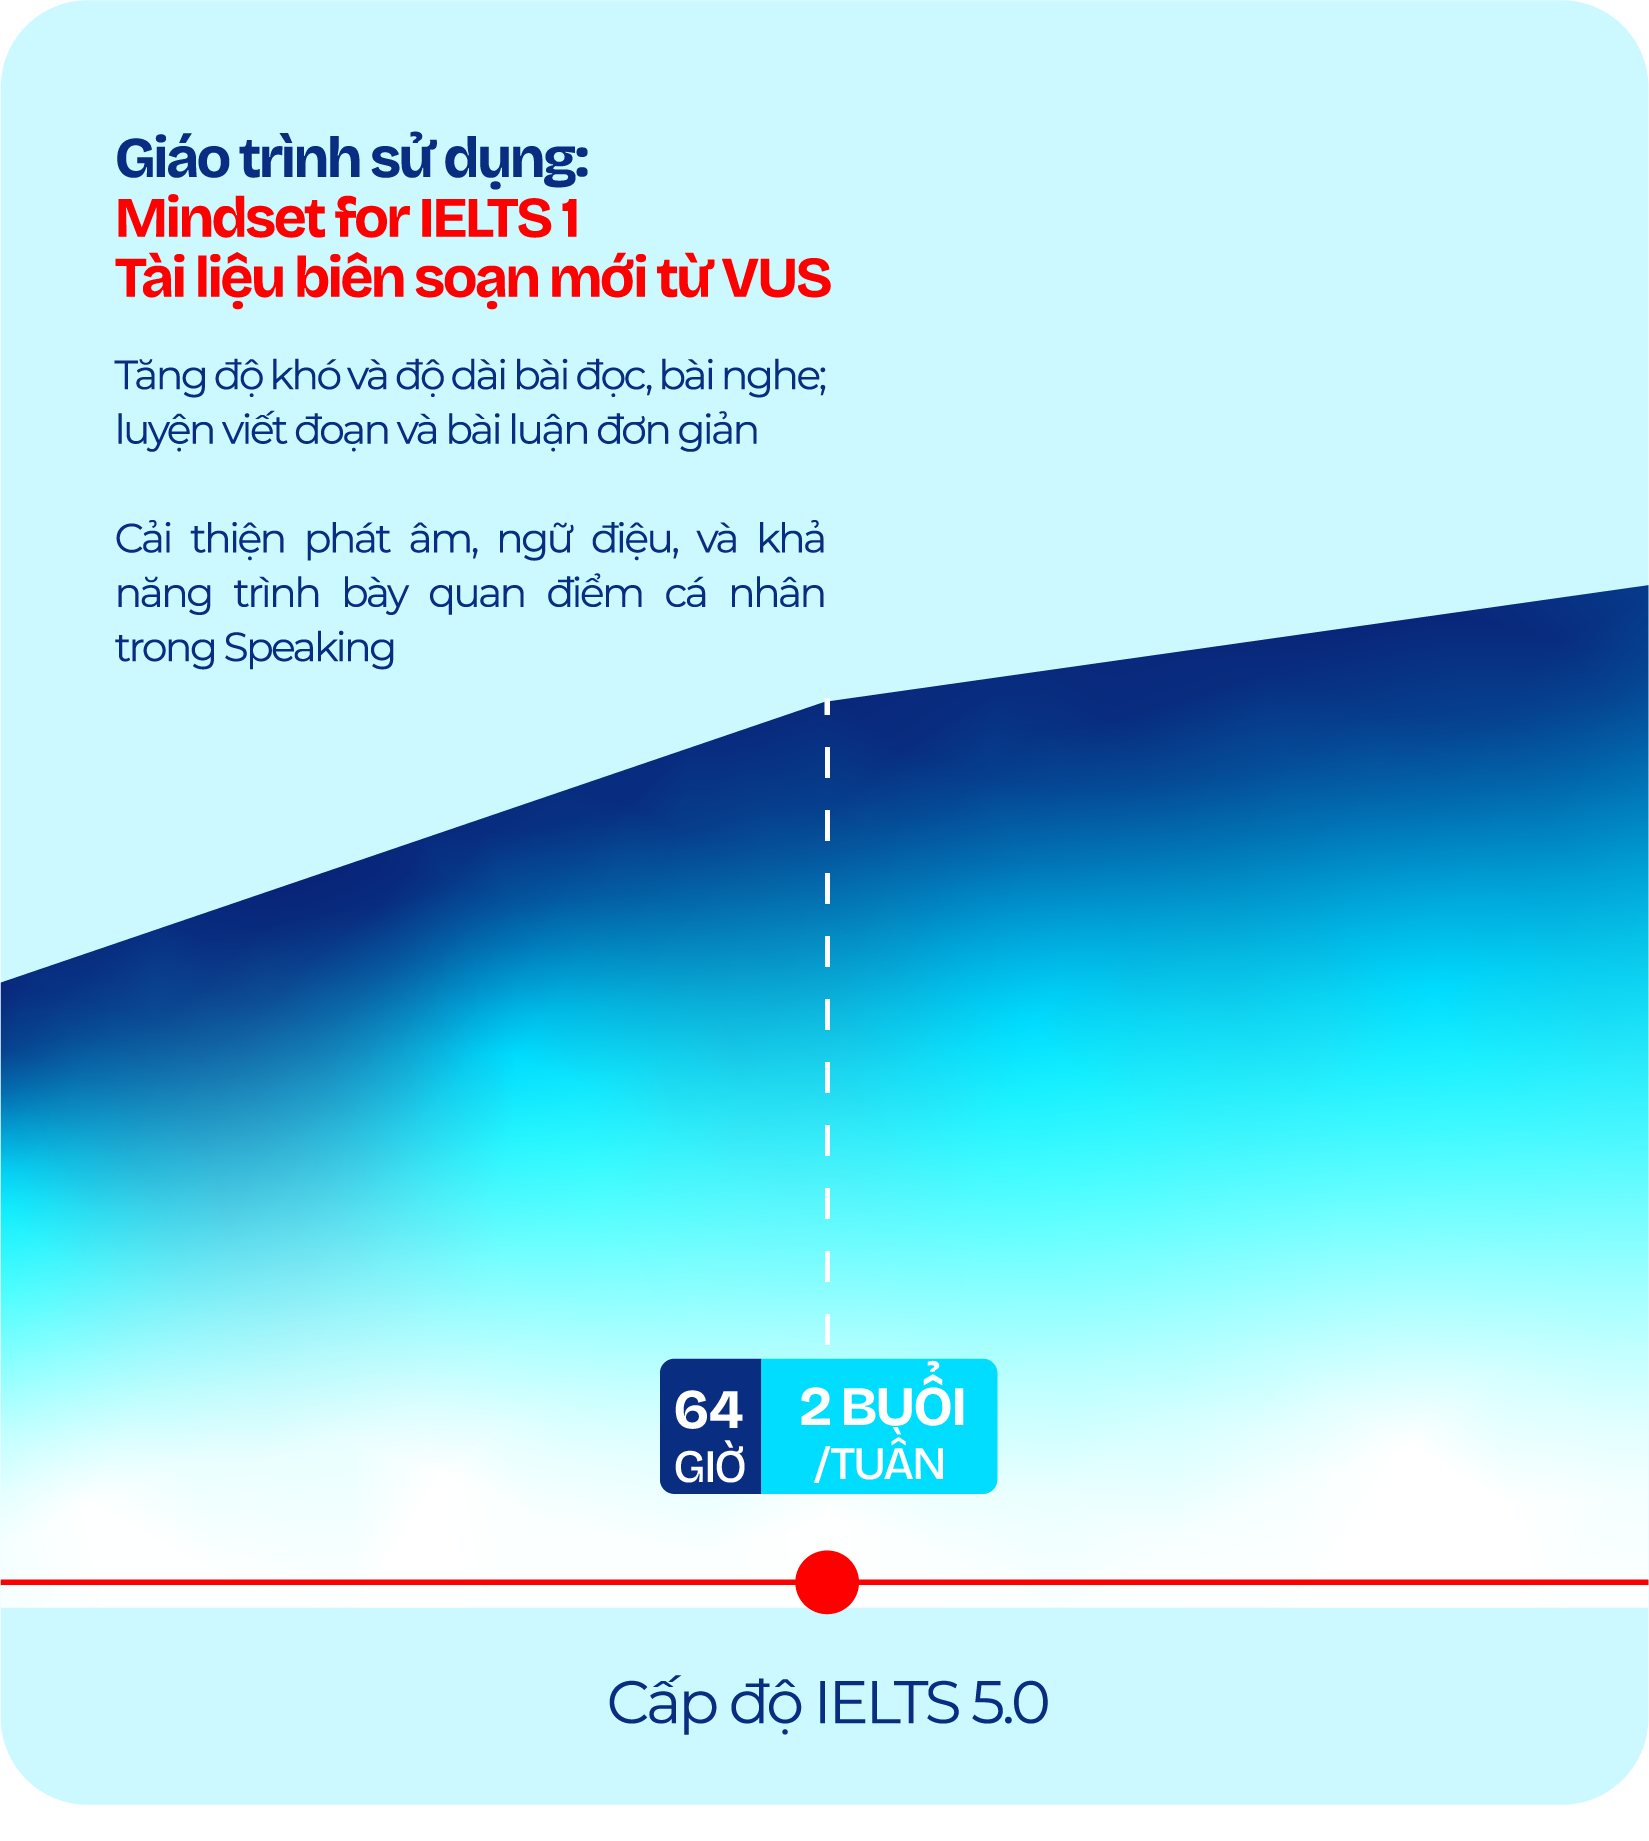 Giáo trình sử dụng:
Mindset for IELTS 1
Tài liệu biên soạn mới từ VUS
Tăng độ khó và độ dài bài đọc, bài nghe;
luyện viết đoạn và bài luận đơn giản
Cải thiện phát âm, ngữ điệu, và khả
năng trình bày quan điểm cá nhân
trong Speaking
64
GIỜ
2 BUỔI
/TUẦN
Cấp độ IELTS 5.0